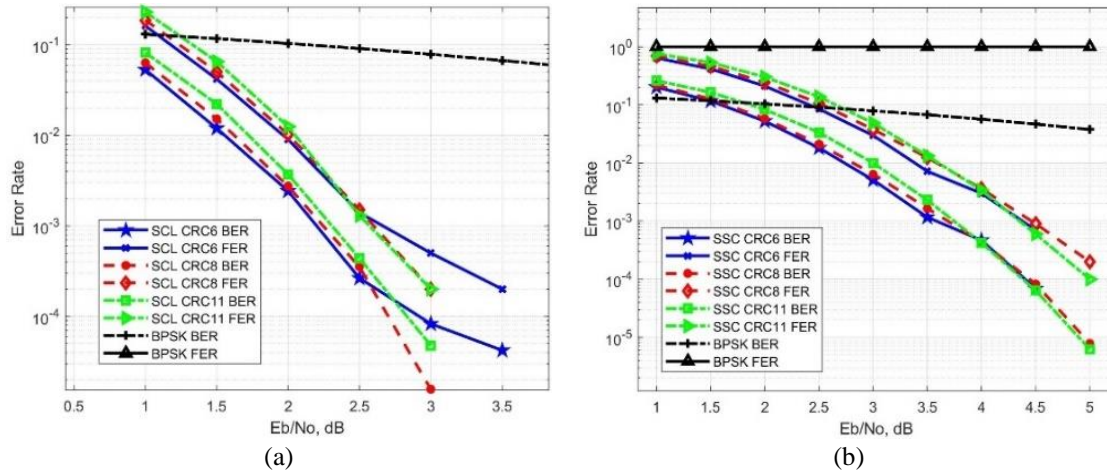 10^-1
10^-2
10^-3
10^-4
Error Rate
SCL CRC6 BER
SCL CRC6 FER
SCL CRC8 BER
SCL CRC8 FER
SCL CRC11 BER
SCL CRC11 FER
BPSK BER
BPSK FER
0.5 1 1.5 2 2.5 3 3.5
Eb/No, dB
(a)
10^0
10^-1
10^-2
10^-3
10^-4
10^-5
Error Rate
SSC CRC6 BER
SSC CRC6 FER
SSC CRC8 BER
SSC CRC8 FER
SSC CRC11 BER
SSC CRC11 FER
BPSK BER
BPSK FER
1 1.5 2 2.5 3 3.5 4 4.5 5
Eb/No, dB
(b)